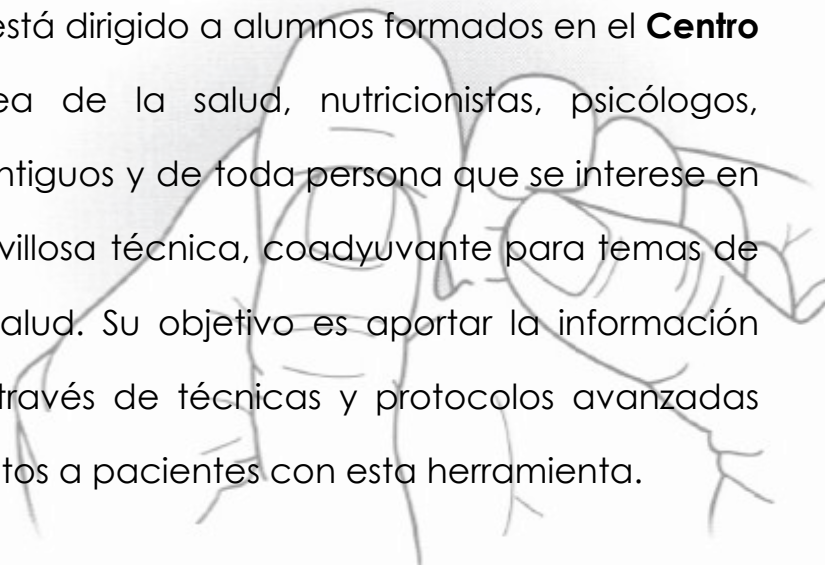 está dirigido a alumnos formados en el Centro
ea de la salud, nutricionistas, psicólogos,
ntiguos y de toda persona que se interese en
villosa técnica, coadyuvante para temas de
alud. Su objetivo es aportar la información
través de técnicas y protocolos avanzadas
tos a pacientes con esta herramienta.